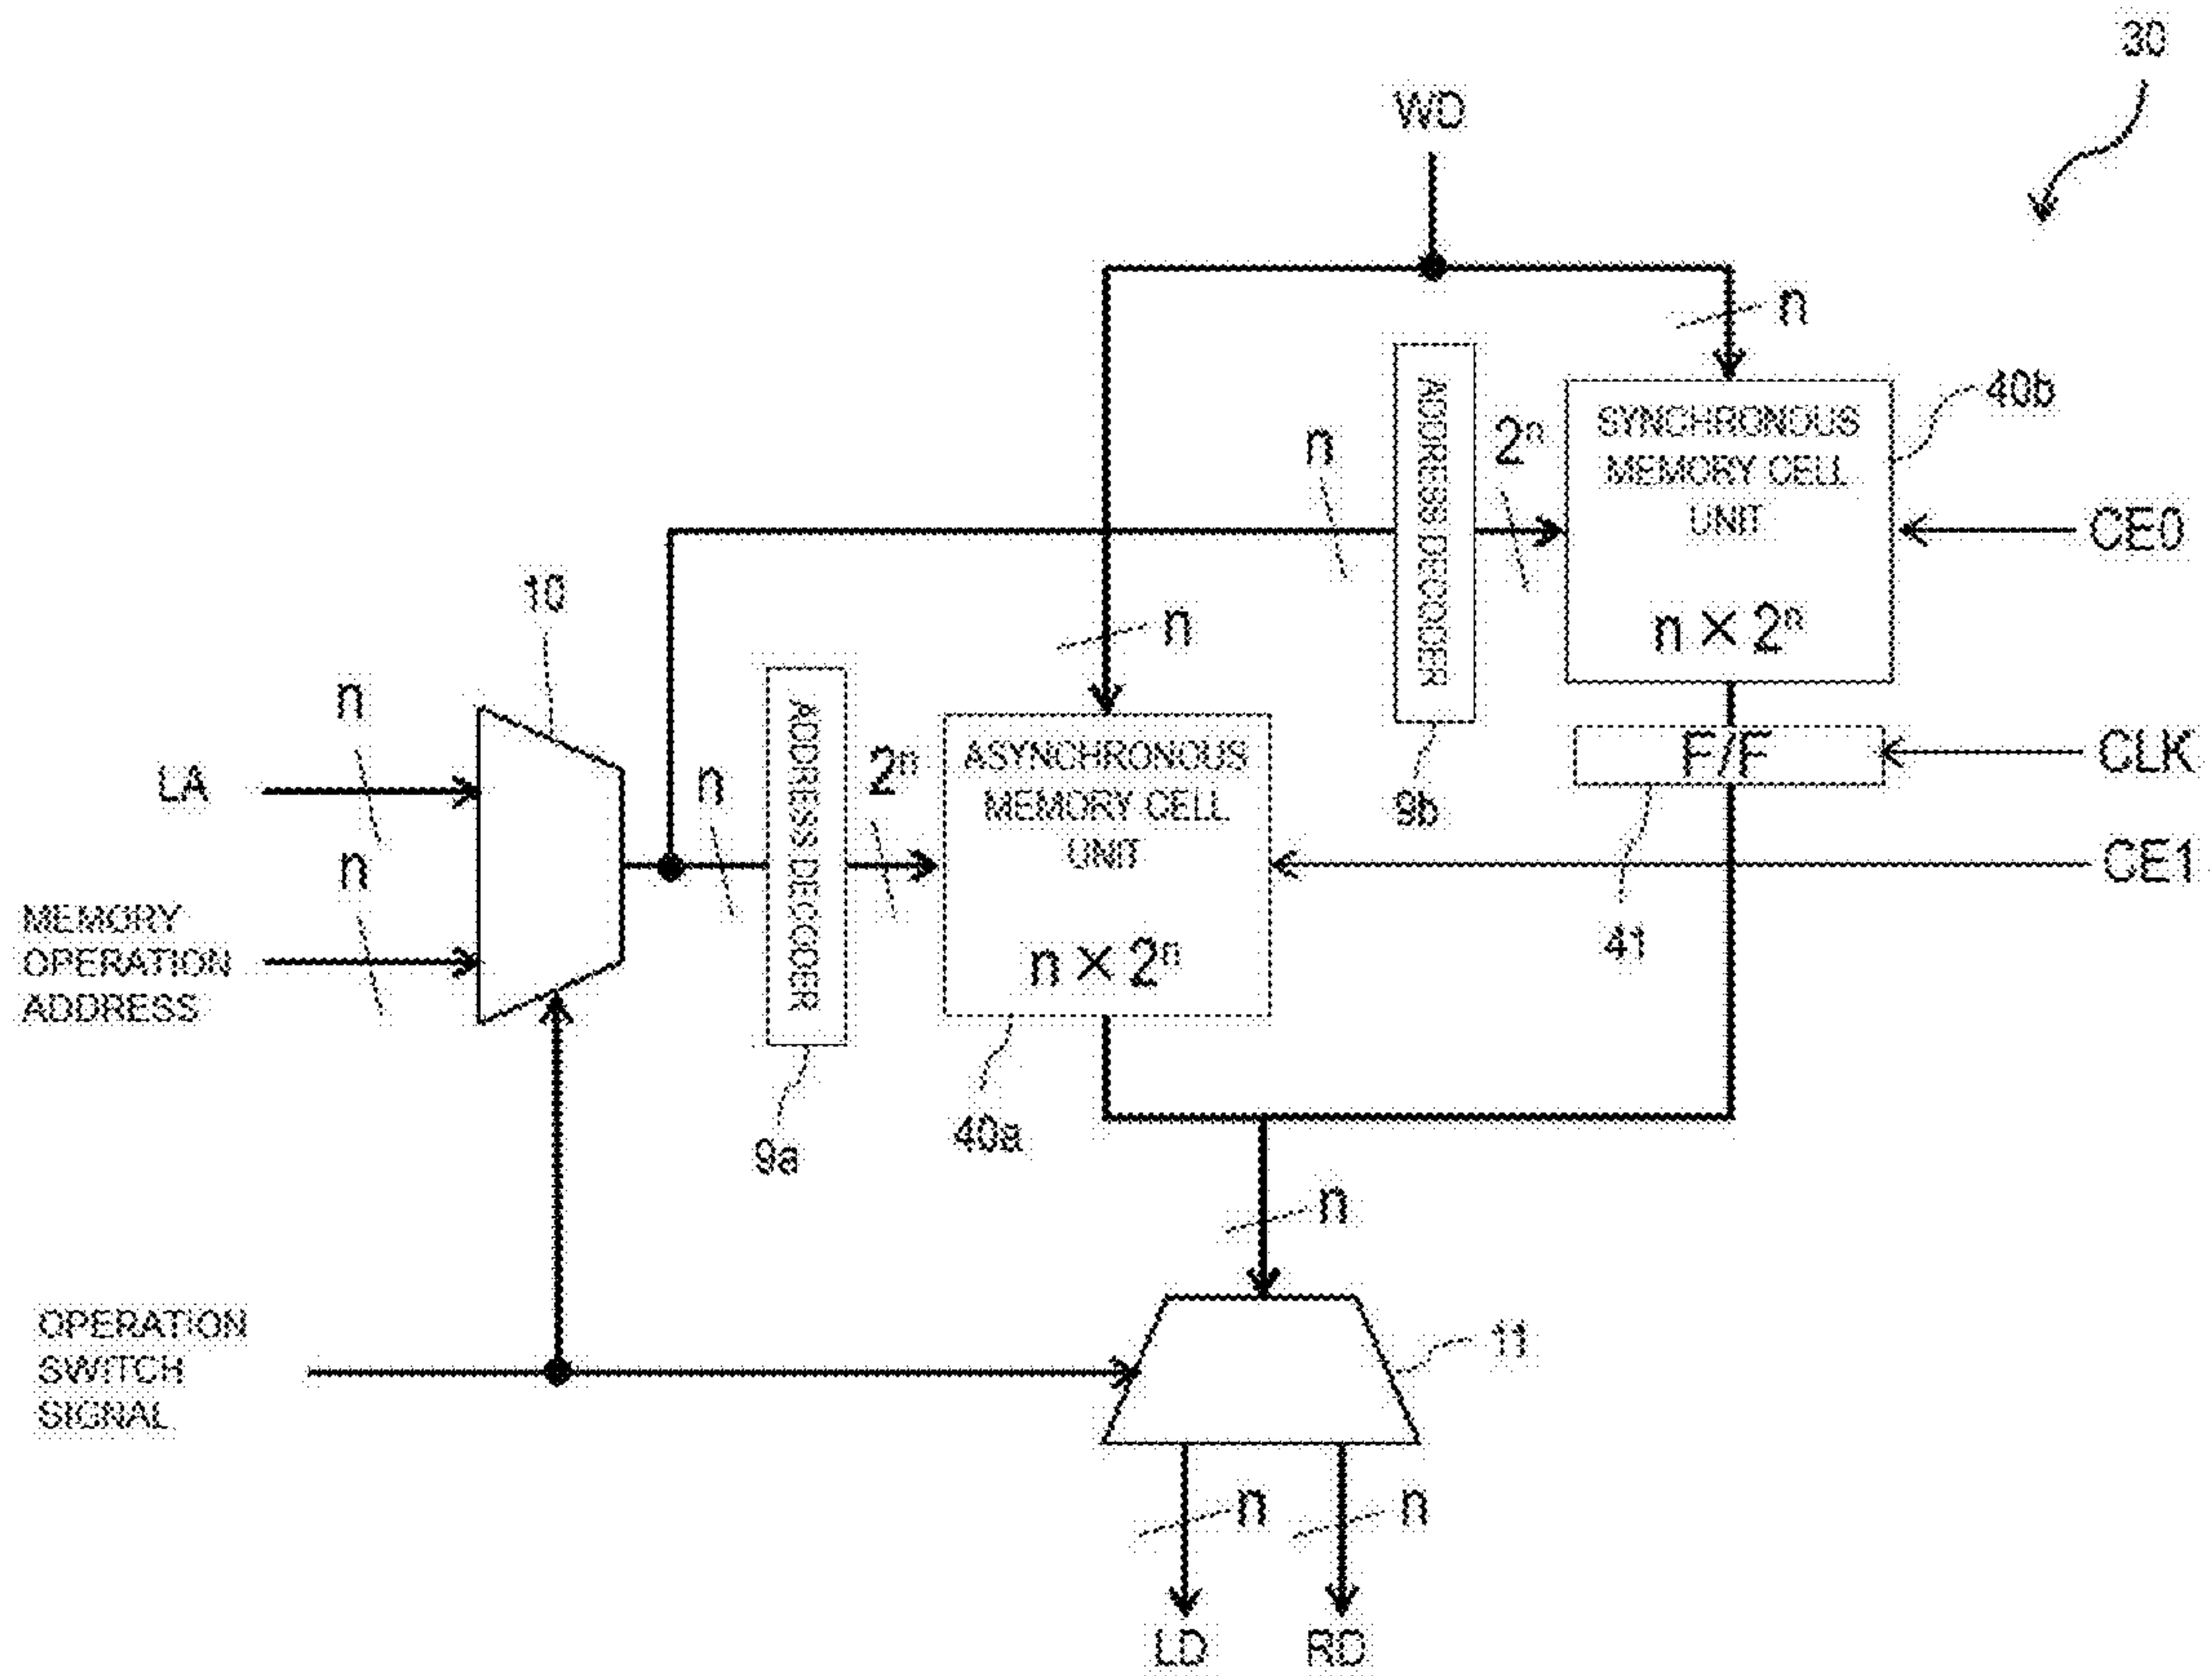 30
WD
n
40b
ADDRESS DECODER
SYNCHRONOUS
MEMORY CELL
UNIT
n × 2ⁿ
n
2ⁿ
CE0
10
n
n
LA
n
MEMORY
OPERATION
ADDRESS
n
ADDRESS DECODER
2ⁿ
ASYNCHRONOUS
MEMORY CELL
UNIT
n × 2ⁿ
9b
F/F
CLK
CE1
41
9a
40a
n
OPERATION
SWITCH
SIGNAL
11
n
n
LD
RD